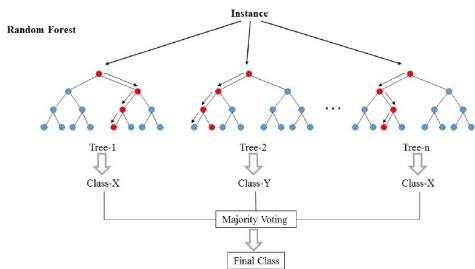 Instance
Random Forest
...
Tree-1 Tree-2 Tree-n
Class-X Class-Y Class-X
Majority Voting
Final Class